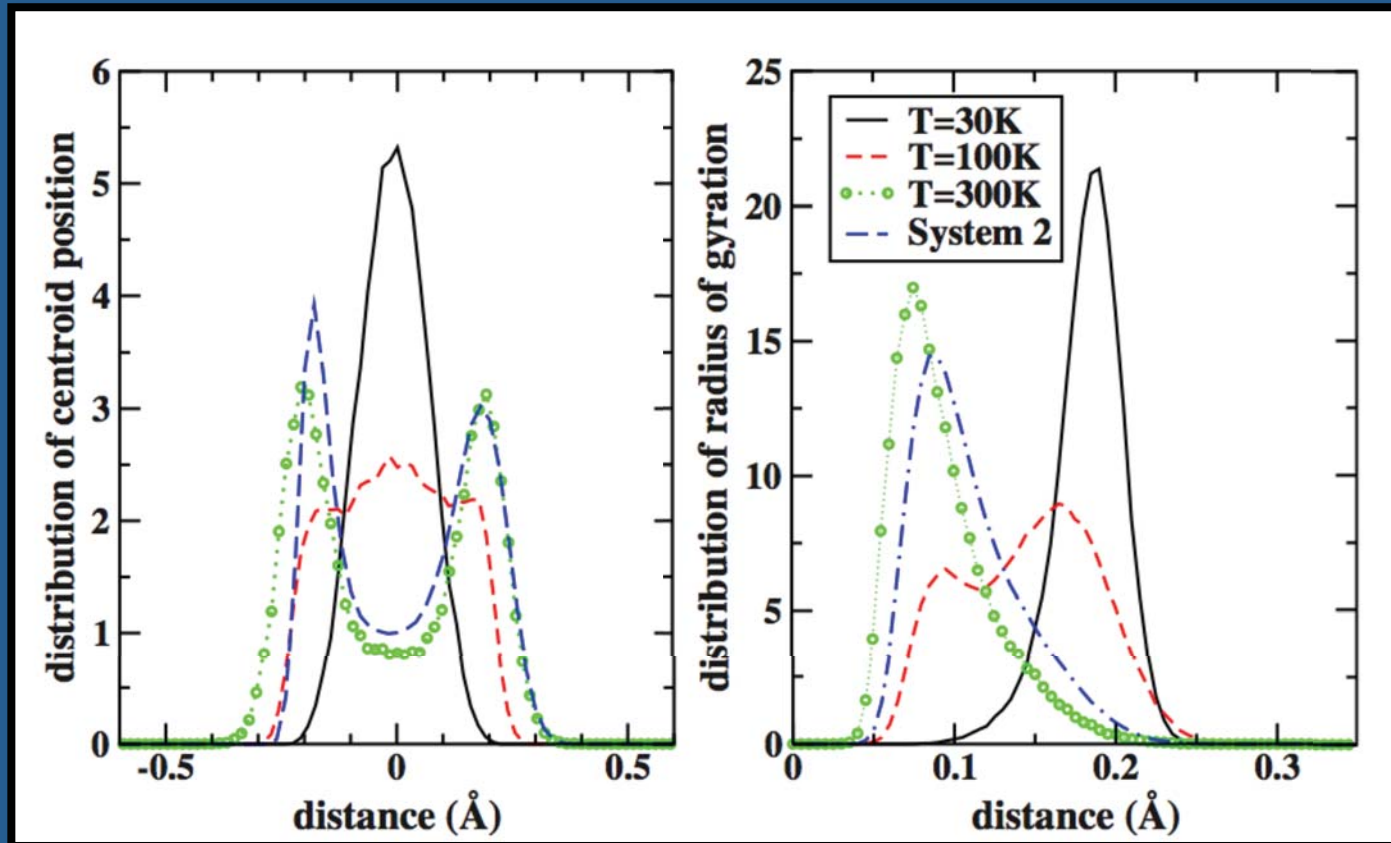 distribution of centroid position
6
5
4
3
2
1
0
-0.5
0
0.5
distance (Å)
distribution of radius of gyration
25
20
15
10
5
0
0
0.1
0.2
0.3
distance (Å)
T=30K
T=100K
T=300K
System 2